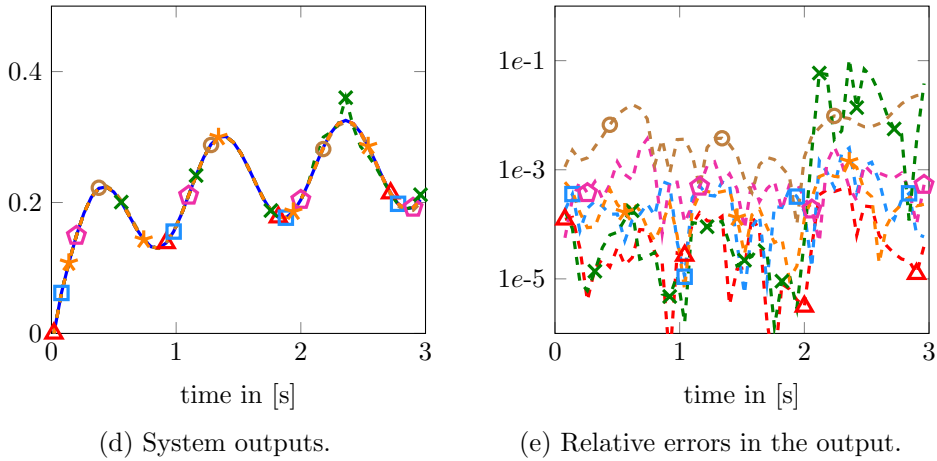 0.4
0.2
0
0 1 2 3
time in [s]
(d) System outputs.
1e-1
1e-3
1e-5
0 1 2 3
time in [s]
(e) Relative errors in the output.